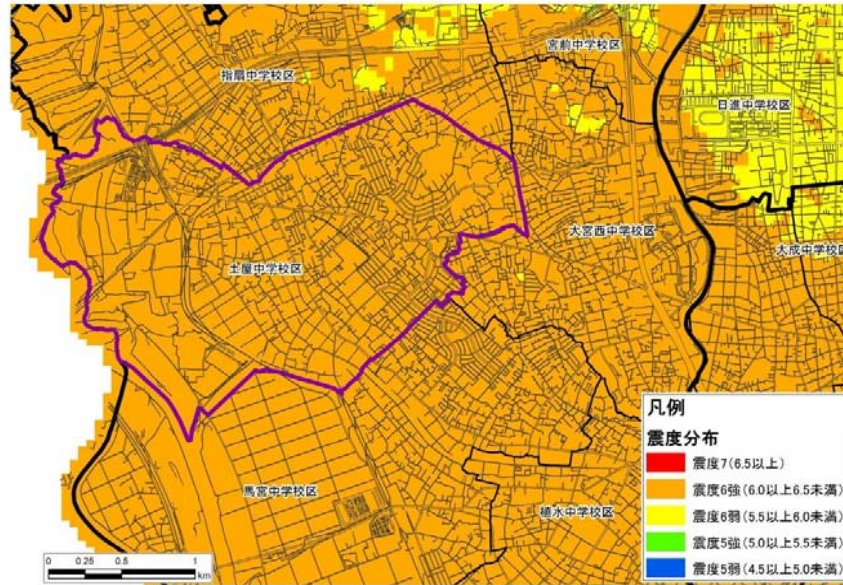 宮前中学校区
指扇中学校区
日進中学校区
大宮西中学校区
大成中学校区
土屋中学校区
馬宮中学校区
植水中学校区
凡例
震度分布
震度7(6.5以上)
震度6強(6.0以上6.5未満)
震度6弱(5.5以上6.0未満)
震度5強(5.0以上5.5未満)
震度5弱(4.5以上5.0未満)
0 0.25 0.5 1
km